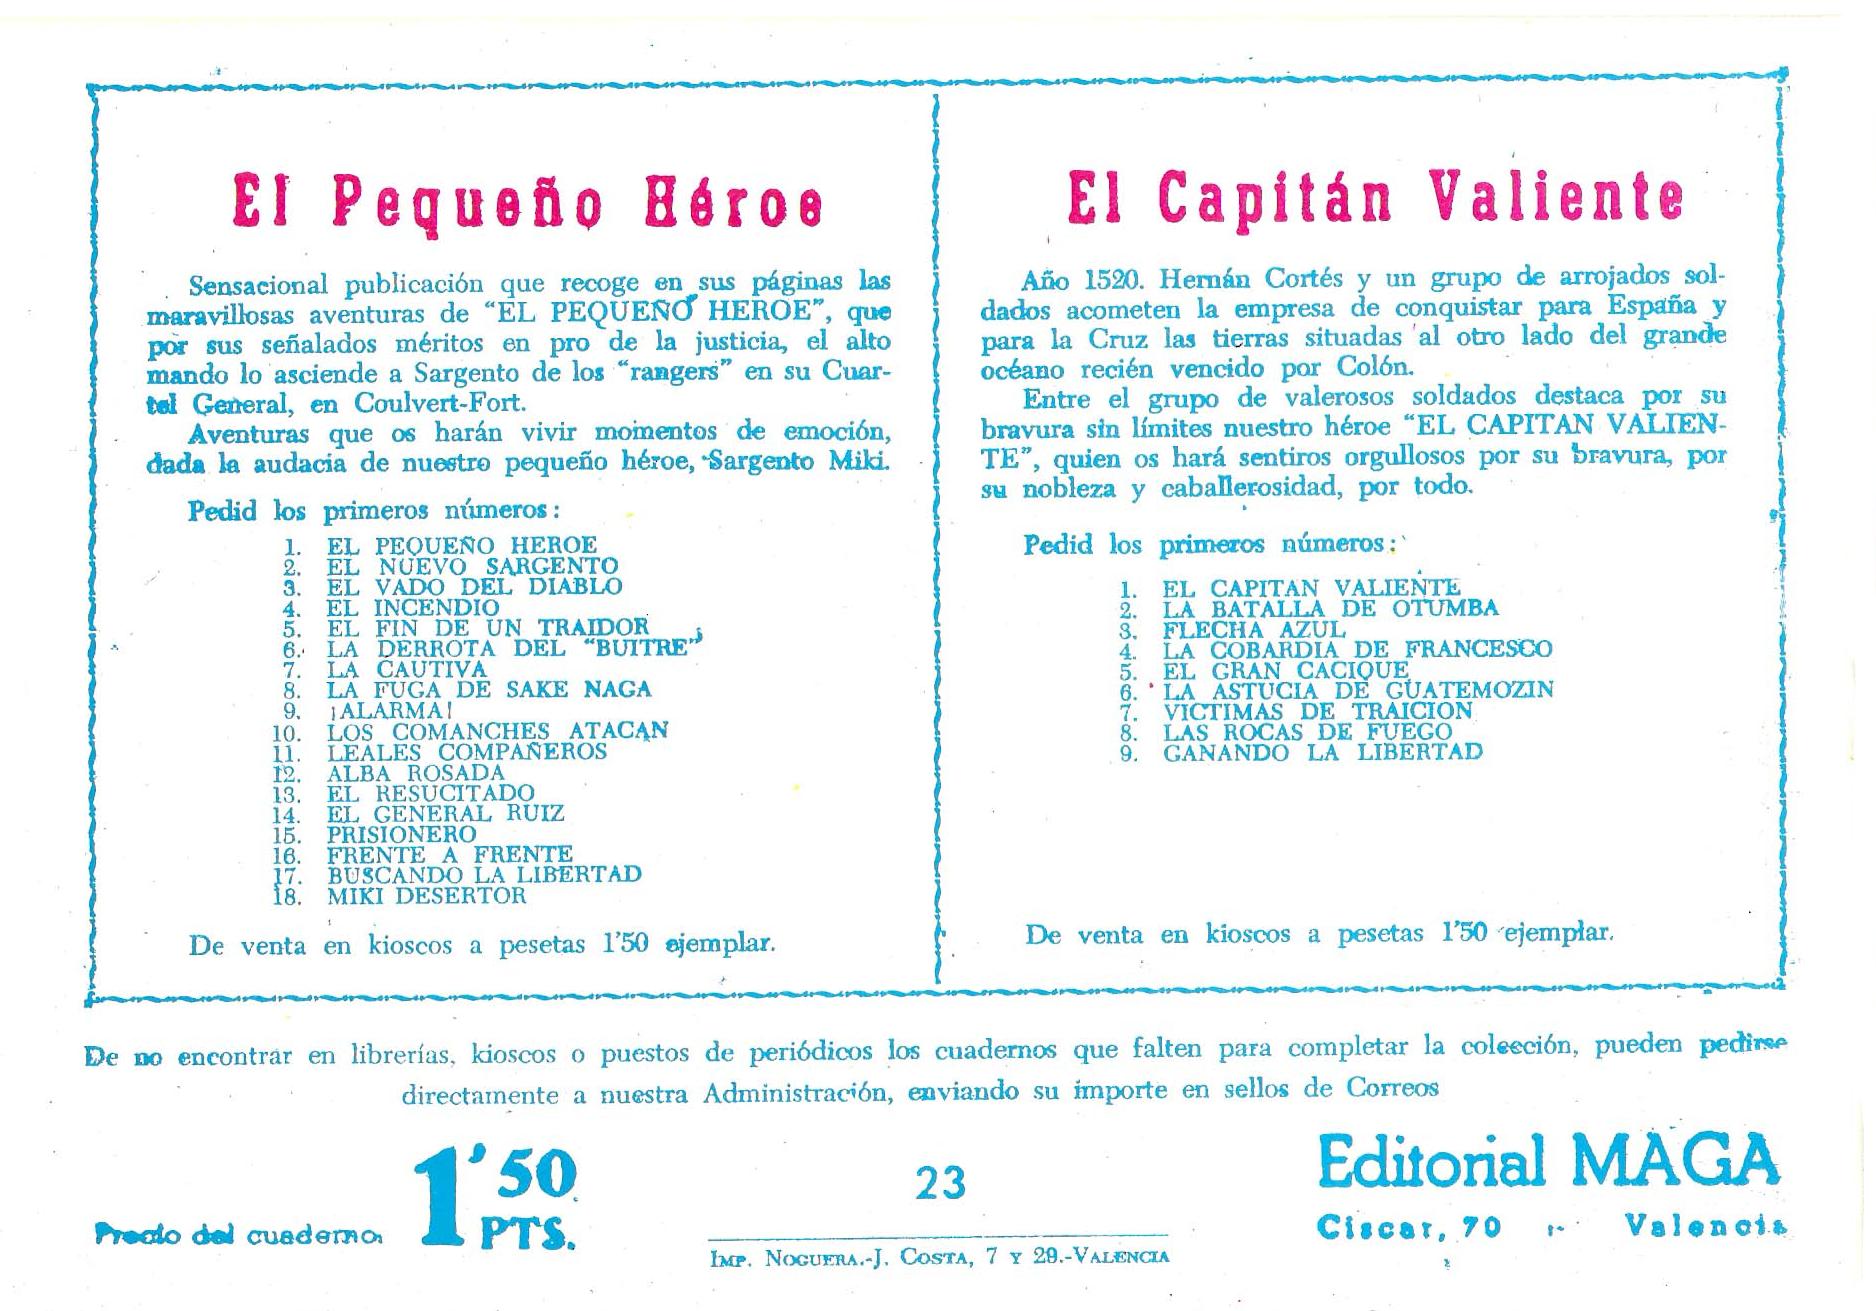 El Pequeño Héroe
Sensacional publicación que recoge en sus páginas las
maravillosas aventuras de “EL PEQUEÑO HEROE”, que
por sus señalados méritos en pro de la justicia, el alto
mando lo asciende a Sargento de los “rangers” en su Cuar-
tel General, en Coulvert-Fort.
Aventuras que os harán vivir momentos de emoción,
dada la audacia de nuestro pequeño héroe, Sargento Miki.
Pedid los primeros números:
1. EL PEQUEÑO HEROE
2. EL NUEVO SARGENTO
3. EL VADO DEL DIABLO
4. EL INCENDIO
5. EL FIN DE UN TRAIDOR
6. LA DERROTA DEL “BUITRE”
7. LA CAUTIVA
8. LA FUGA DE SAKE NAGA
9. ¡ALARMA!
10. LOS COMANCHES ATACAN
11. LEALES COMPAÑEROS
12. ALBA ROSADA
13. EL RESUCITADO
14. EL GENERAL RUIZ
15. PRISIONERO
16. FRENTE A FRENTE
17. BUSCANDO LA LIBERTAD
18. MIKI DESERTOR
De venta en kioscos a pesetas 1’50 ejemplar.
El Capitán Valiente
Año 1520. Hernán Cortés y un grupo de arrojados sol-
dados acometen la empresa de conquistar para España y
para la Cruz las tierras situadas al otro lado del grande
océano recién vencido por Colón.
Entre el grupo de valerosos soldados destaca por su
bravura sin límites nuestro héroe “EL CAPITAN VALIEN-
TE”, quien os hará sentiros orgullosos por su bravura, por
su nobleza y caballerosidad, por todo.
Pedid los primeros números:
1. EL CAPITAN VALIENTE
2. LA BATALLA DE OTUMBA
3. FLECHA AZUL
4. LA COBARDIA DE FRANCESCO
5. EL GRAN CACIQUE
6. LA ASTUCIA DE GUATEMOZIN
7. VICTIMAS DE TRAICION
8. LAS ROCAS DE FUEGO
9. GANANDO LA LIBERTAD
De venta en kioscos a pesetas 1’50 ejemplar.
De no encontrar en librerías, kioscos o puestos de periódicos los cuadernos que falten para completar la colección, pueden pedirse
directamente a nuestra Administración, enviando su importe en sellos de Correos
Precio del cuaderno, 1’50 PTS.
23
IMP. NOGUERA.-J. COSTA, 7 Y 29.-VALENCIA
Editorial MAGA
Ciscar, 70 - Valencia